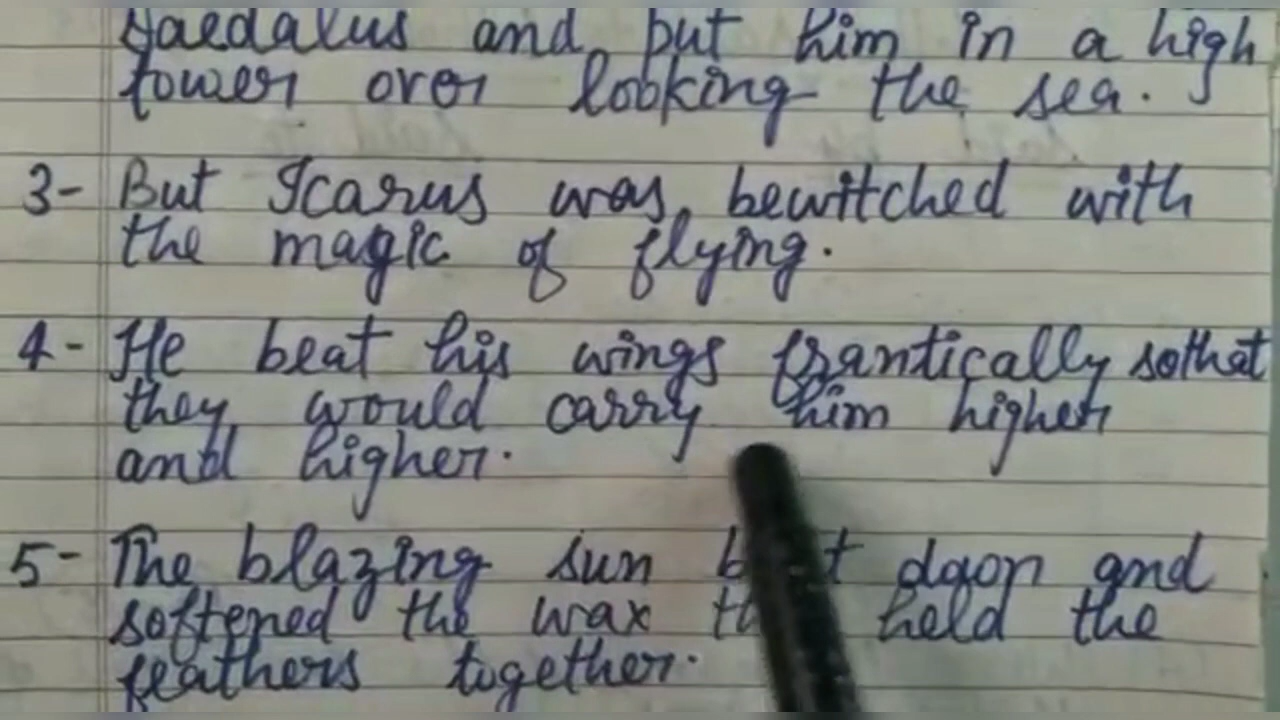 Daedalus and put him in a high
tower over looking the sea.
3- But Icarus was bewitched with
the magic of flying.
4- He beat his wings frantically sothat
they would carry him higher
and higher.
5- The blazing sun and
softened the wax held the
feathers together.